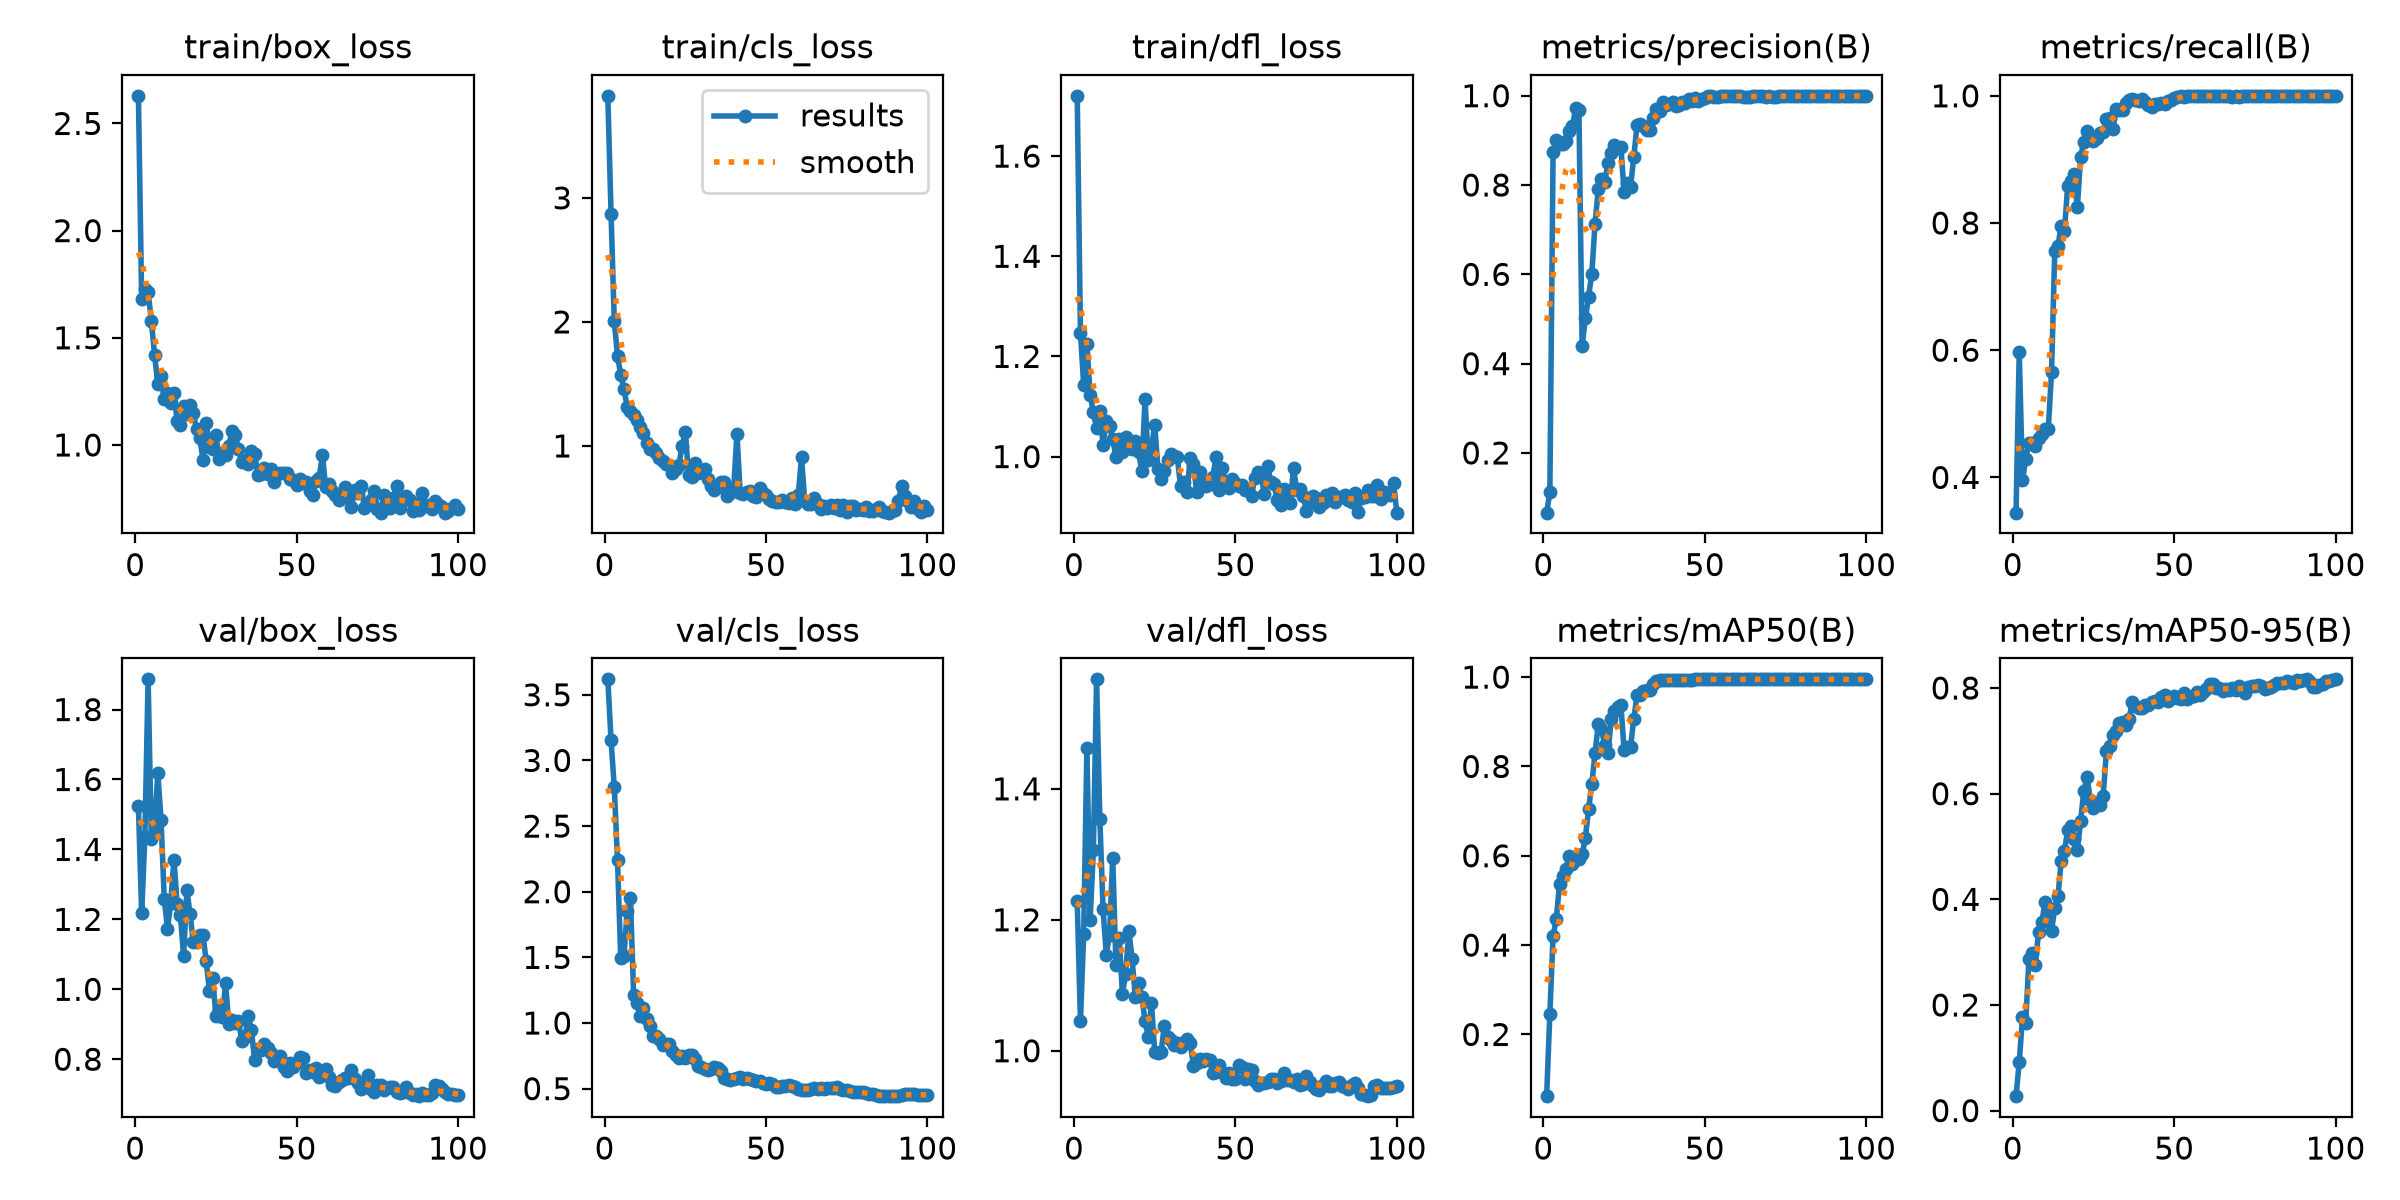 train/box_loss
2.5
2.0
1.5
1.0
0 50 100
train/cls_loss
results
smooth
3
2
1
0 50 100
train/dfl_loss
1.6
1.4
1.2
1.0
0 50 100
metrics/precision(B)
1.0
0.8
0.6
0.4
0.2
0 50 100
metrics/recall(B)
1.0
0.8
0.6
0.4
0 50 100
val/box_loss
1.8
1.6
1.4
1.2
1.0
0.8
0 50 100
val/cls_loss
3.5
3.0
2.5
2.0
1.5
1.0
0.5
0 50 100
val/dfl_loss
1.4
1.2
1.0
0 50 100
metrics/mAP50(B)
1.0
0.8
0.6
0.4
0.2
0 50 100
metrics/mAP50-95(B)
0.8
0.6
0.4
0.2
0.0
0 50 100